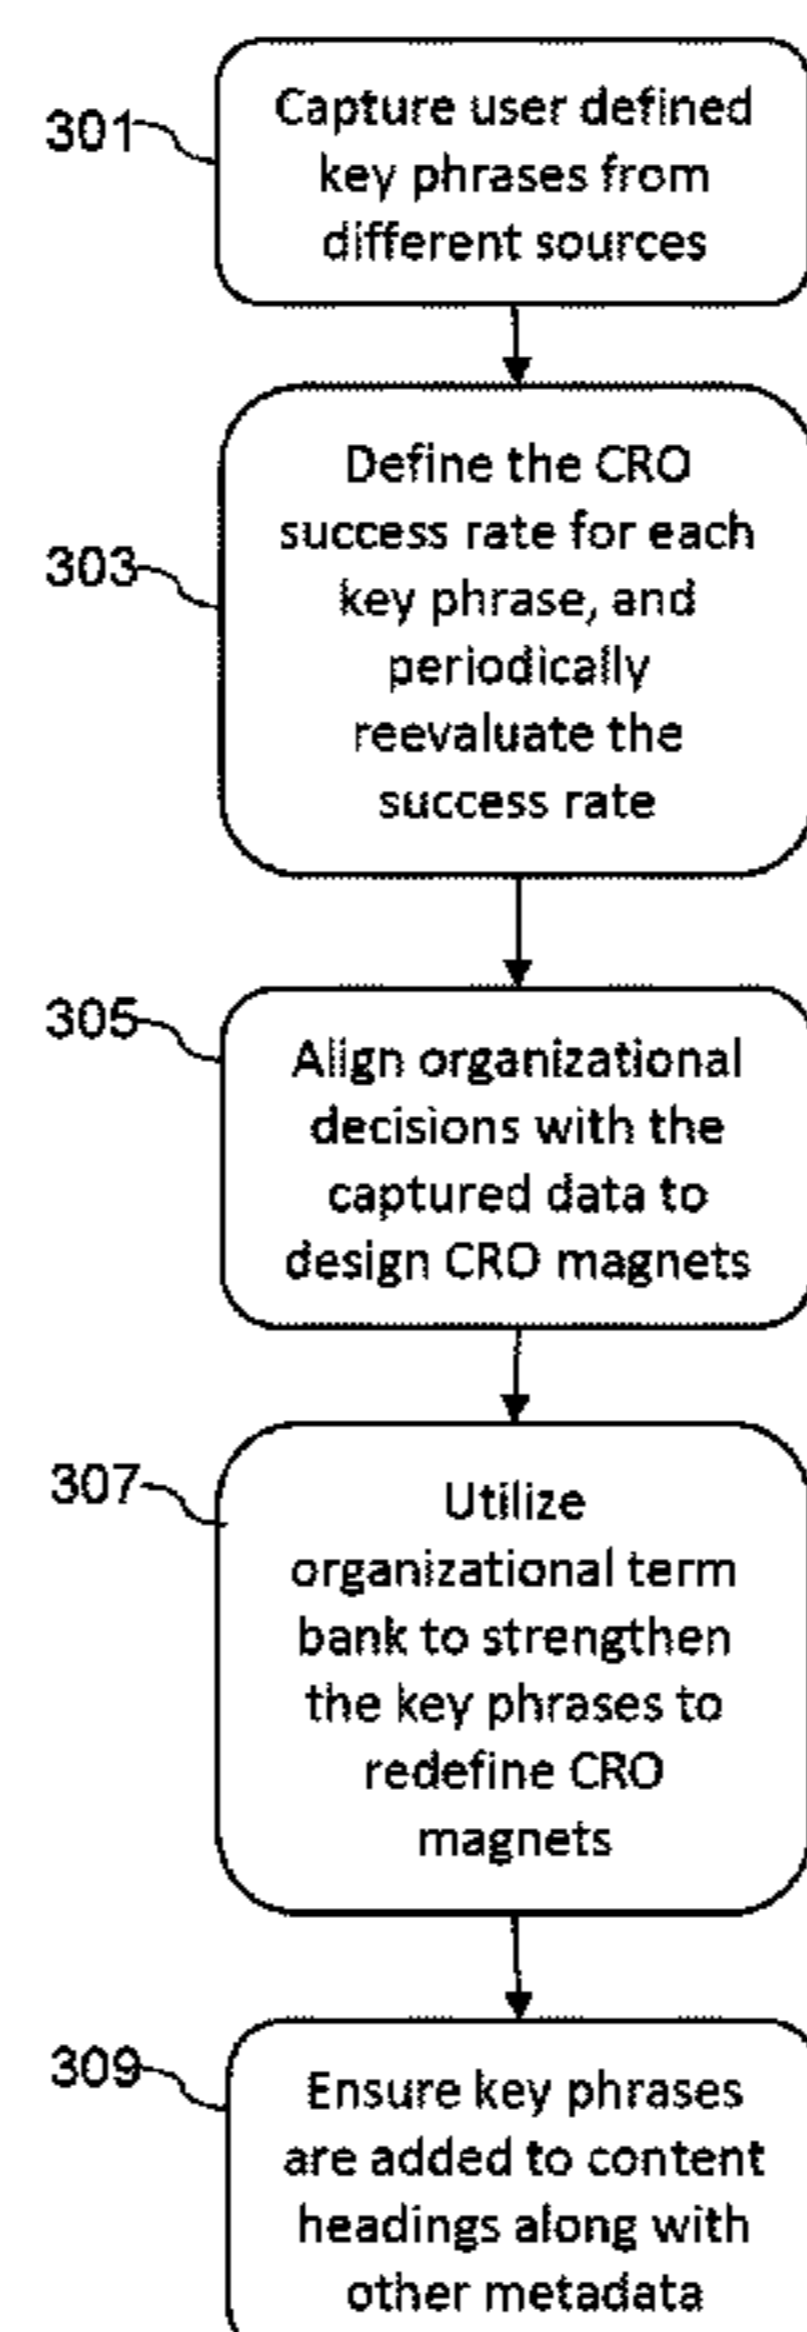 301
Capture user defined
key phrases from
different sources
303
Define the CRO
success rate for each
key phrase, and
periodically
reevaluate the
success rate
305
Align organizational
decisions with the
captured data to
design CRO magnets
307
Utilize
organizational term
bank to strengthen
the key phrases to
redefine CRO
magnets
309
Ensure key phrases
are added to content
headings along with
other metadata